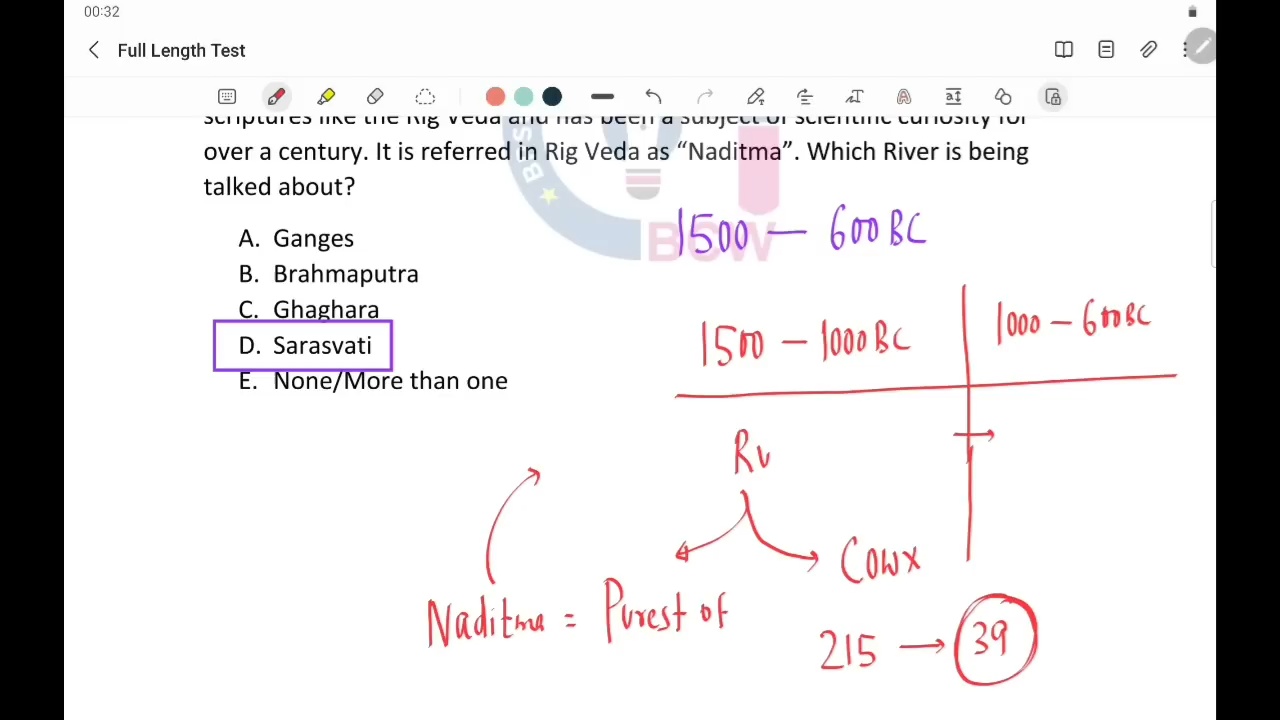 00:32
Full Length Test
scriptures like the Rig Veda and has been a subject of scientific curiosity for
over a century. It is referred in Rig Veda as “Naditma”. Which River is being
talked about?
A. Ganges
B. Brahmaputra
C. Ghaghara
D. Sarasvati
E. None/More than one
BSS
BCW
1500 — 600 BC
1500 — 1000 BC
1000 — 600 BC
Rv
Cowx
Naditma = Purest of
215 → 39